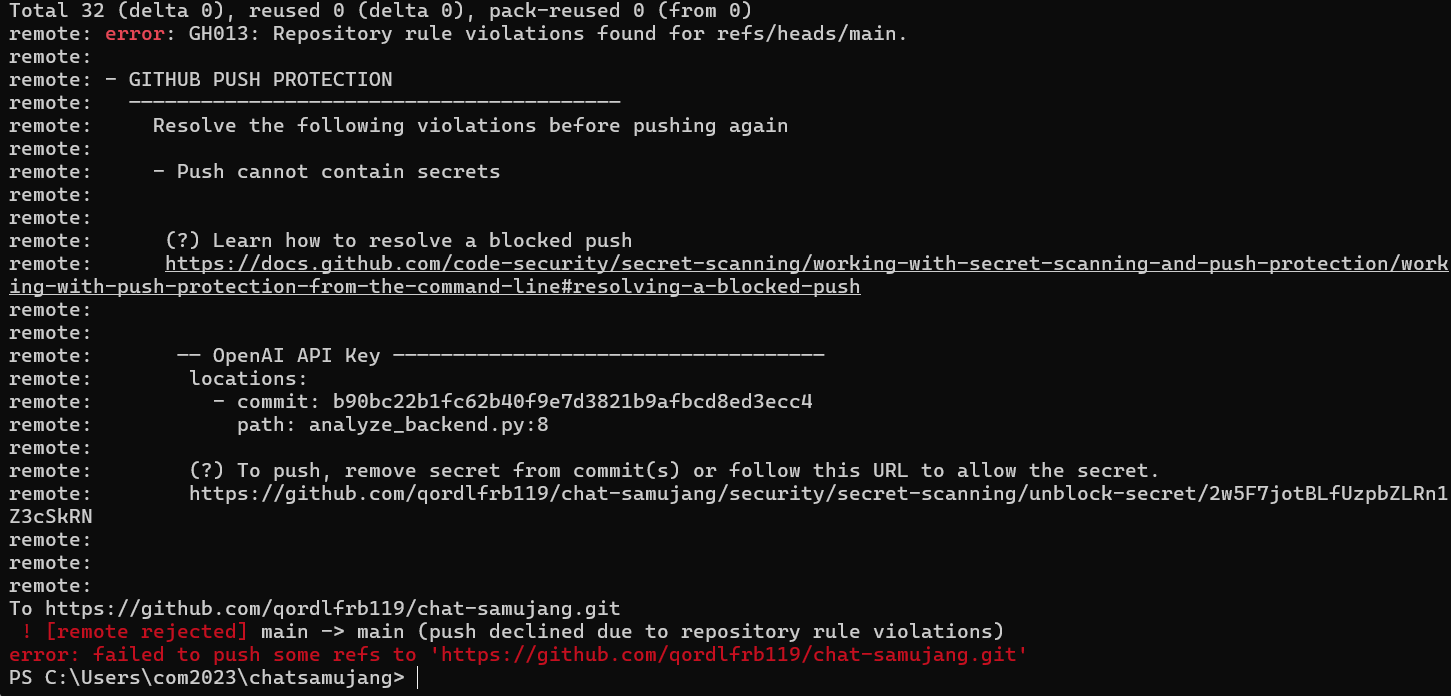 Total 32 (delta 0), reused 0 (delta 0), pack-reused 0 (from 0)
remote: error: GH013: Repository rule violations found for refs/heads/main.
remote:
remote: - GITHUB PUSH PROTECTION
remote:   —————————————————————————————————————————
remote:     Resolve the following violations before pushing again
remote:
remote:     - Push cannot contain secrets
remote:
remote:
remote:      (?) Learn how to resolve a blocked push
remote:      https://docs.github.com/code-security/secret-scanning/working-with-secret-scanning-and-push-protection/work
ing-with-push-protection-from-the-command-line#resolving-a-blocked-push
remote:
remote:
remote:       —— OpenAI API Key ————————————————————————————————————
remote:        locations:
remote:          - commit: b90bc22b1fc62b40f9e7d3821b9afbcd8ed3ecc4
remote:            path: analyze_backend.py:8
remote:
remote:        (?) To push, remove secret from commit(s) or follow this URL to allow the secret.
remote:        https://github.com/qordlfrb119/chat-samujang/security/secret-scanning/unblock-secret/2w5F7jotBLfUzpbZLRn1
Z3cSkRN
remote:
remote:
remote:
To https://github.com/qordlfrb119/chat-samujang.git
 ! [remote rejected] main -> main (push declined due to repository rule violations)
error: failed to push some refs to 'https://github.com/qordlfrb119/chat-samujang.git'
PS C:\Users\com2023\chatsamujang>